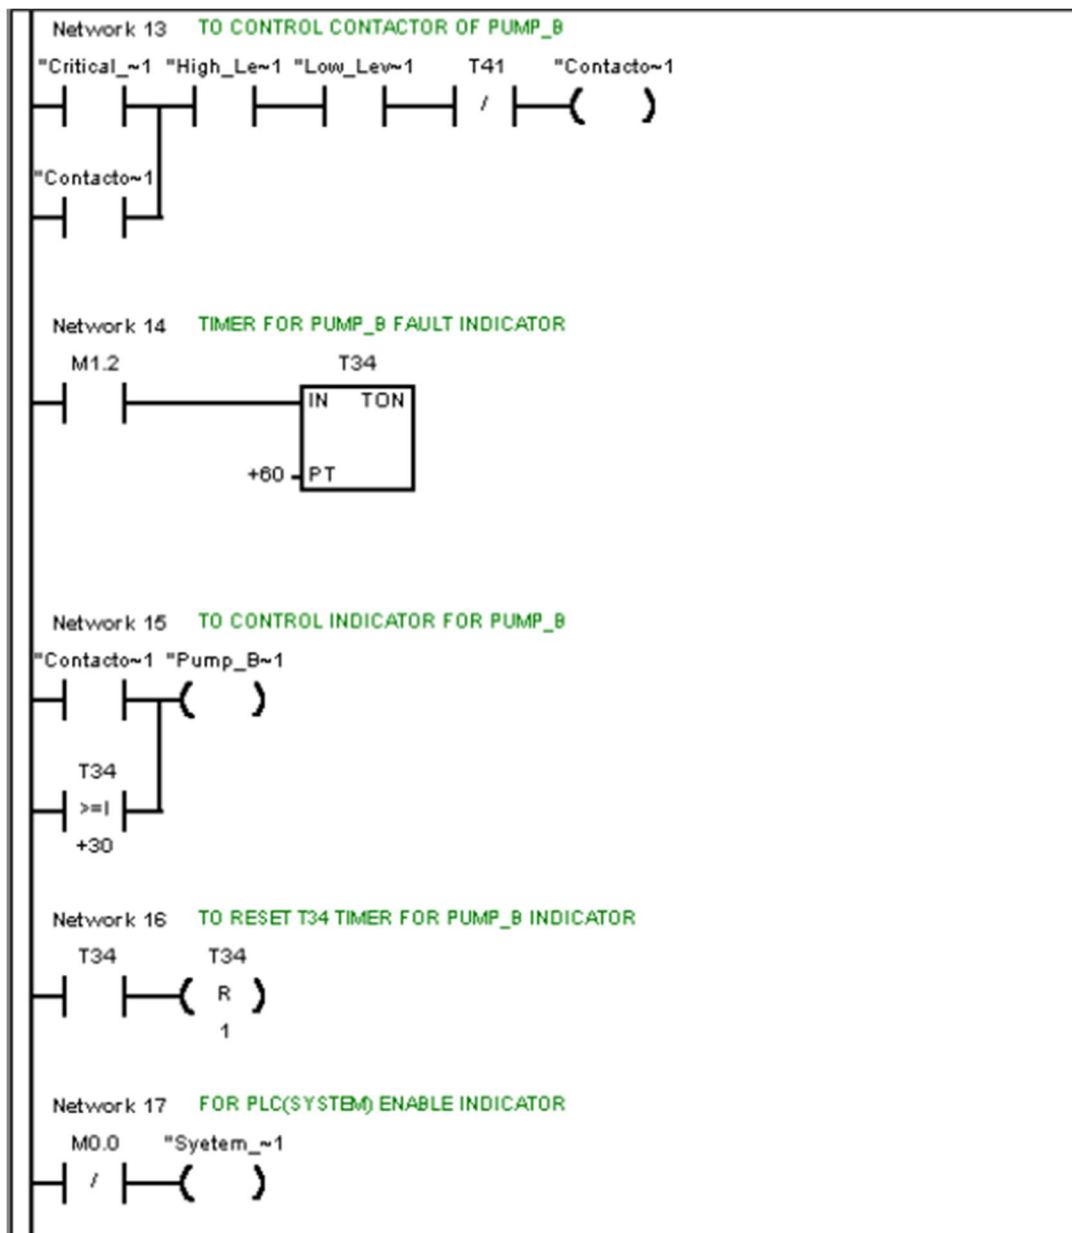 Network 13 TO CONTROL CONTACTOR OF PUMP_B
"Critical_~1 "High_Le~1 "Low_Lev~1 T41 "Contacto~1
/
"Contacto~1
Network 14 TIMER FOR PUMP_B FAULT INDICATOR
M1.2 T34
IN TON
+60 PT
Network 15 TO CONTROL INDICATOR FOR PUMP_B
"Contacto~1 "Pump_B~1
T34
>=I
+30
Network 16 TO RESET T34 TIMER FOR PUMP_B INDICATOR
T34 T34
R
1
Network 17 FOR PLC(SYSTEM) ENABLE INDICATOR
M0.0 "Syetem_~1
/